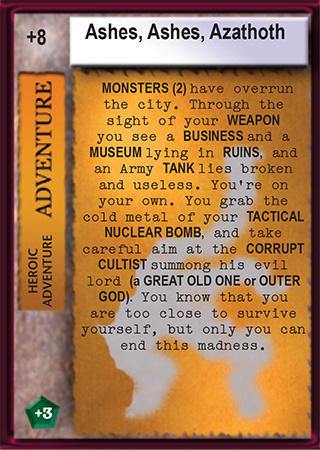 +8
Ashes, Ashes, Azathoth
HEROIC
ADVENTURE
ADVENTURE
MONSTERS (2) have overrun
the city. Through the
sight of your WEAPON
you see a BUSINESS and a
MUSEUM lying in RUINS, and
an Army TANK lies broken
and useless. You're on
your own. You grab the
cold metal of your TACTICAL
NUCLEAR BOMB, and take
careful aim at the CORRUPT
CULTIST summong his evil
lord (a GREAT OLD ONE or OUTER
GOD). You know that you
are too close to survive
yourself, but only you can
end this madness.
+3